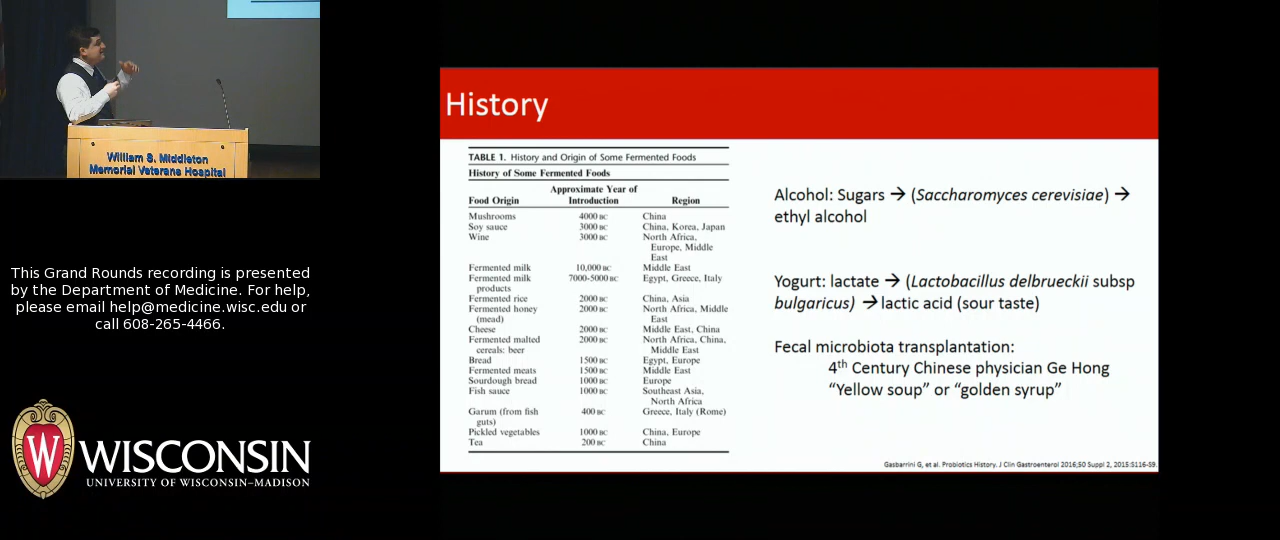 William S. Middleton
Memorial Veterans Hospital
This Grand Rounds recording is presented
by the Department of Medicine. For help,
please email help@medicine.wisc.edu or
call 608-265-4466.
W
WISCONSIN
UNIVERSITY OF WISCONSIN–MADISON
History
TABLE 1. History and Origin of Some Fermented Foods
History of Some Fermented Foods
Food Origin Approximate Year of Introduction Region
Mushrooms 4000 BC China
Soy sauce 3000 BC China, Korea, Japan
Wine 3000 BC North Africa,
Europe, Middle
East
Fermented milk 10,000 BC Middle East
Fermented milk 7000-5000 BC Egypt, Greece, Italy
products
Fermented rice 2000 BC China, Asia
Fermented honey 2000 BC North Africa, Middle
(mead) East
Cheese 2000 BC Middle East, China
Fermented malted 2000 BC North Africa, China,
cereals: beer Middle East
Bread 1500 BC Egypt, Europe
Fermented meats 1500 BC Middle East
Sourdough bread 1000 BC Europe
Fish sauce 1000 BC Southeast Asia,
North Africa
Garum (from fish 400 BC Greece, Italy (Rome)
guts)
Pickled vegetables 1000 BC China, Europe
Tea 200 BC China
Alcohol: Sugars → (Saccharomyces cerevisiae) →
ethyl alcohol
Yogurt: lactate → (Lactobacillus delbrueckii subsp
bulgaricus) → lactic acid (sour taste)
Fecal microbiota transplantation:
4th Century Chinese physician Ge Hong
“Yellow soup” or “golden syrup”
Gasbarrini G, et al. Probiotics History. J Clin Gastroenterol 2016;50 Suppl 2, 2015:S116-S9.